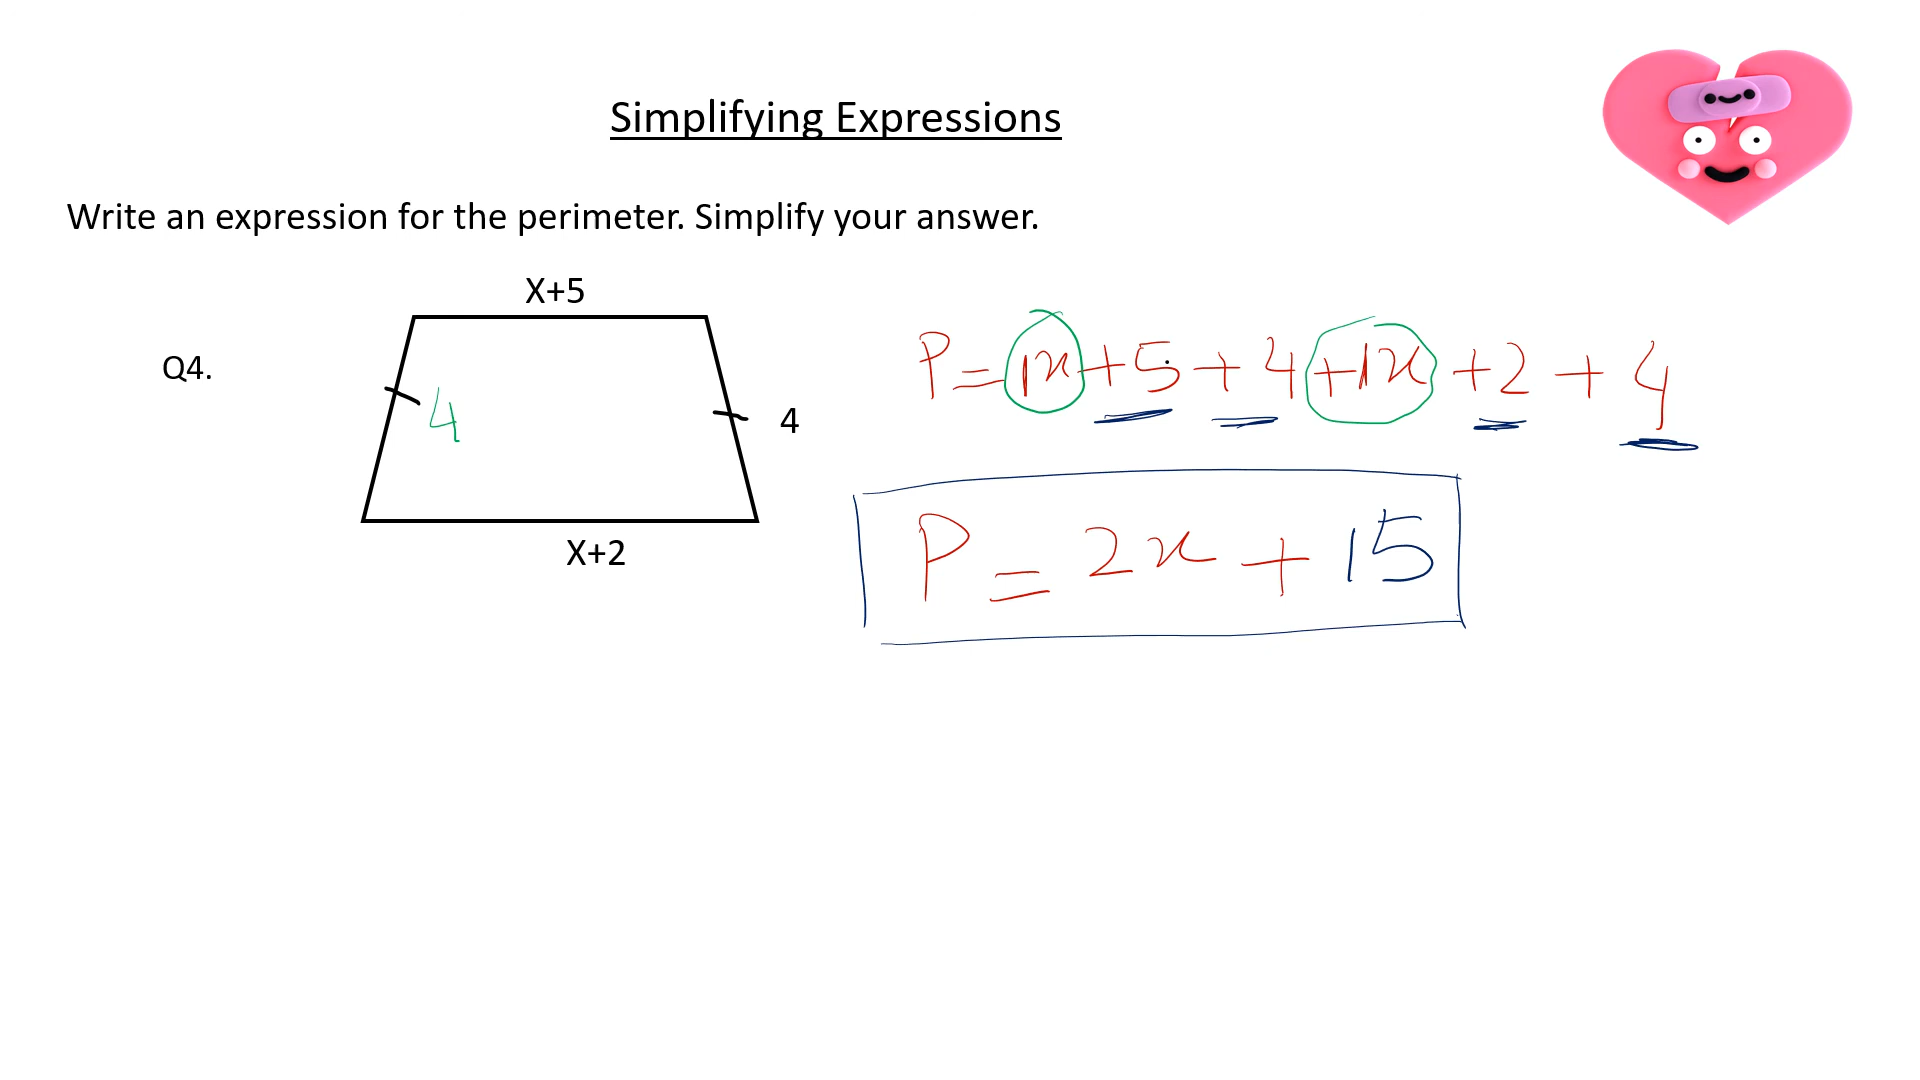 Simplifying Expressions
Write an expression for the perimeter. Simplify your answer.
X+5
Q4.
4
4
X+2
P = 1x + 5 + 4 + 1x + 2 + 4
P = 2x + 15